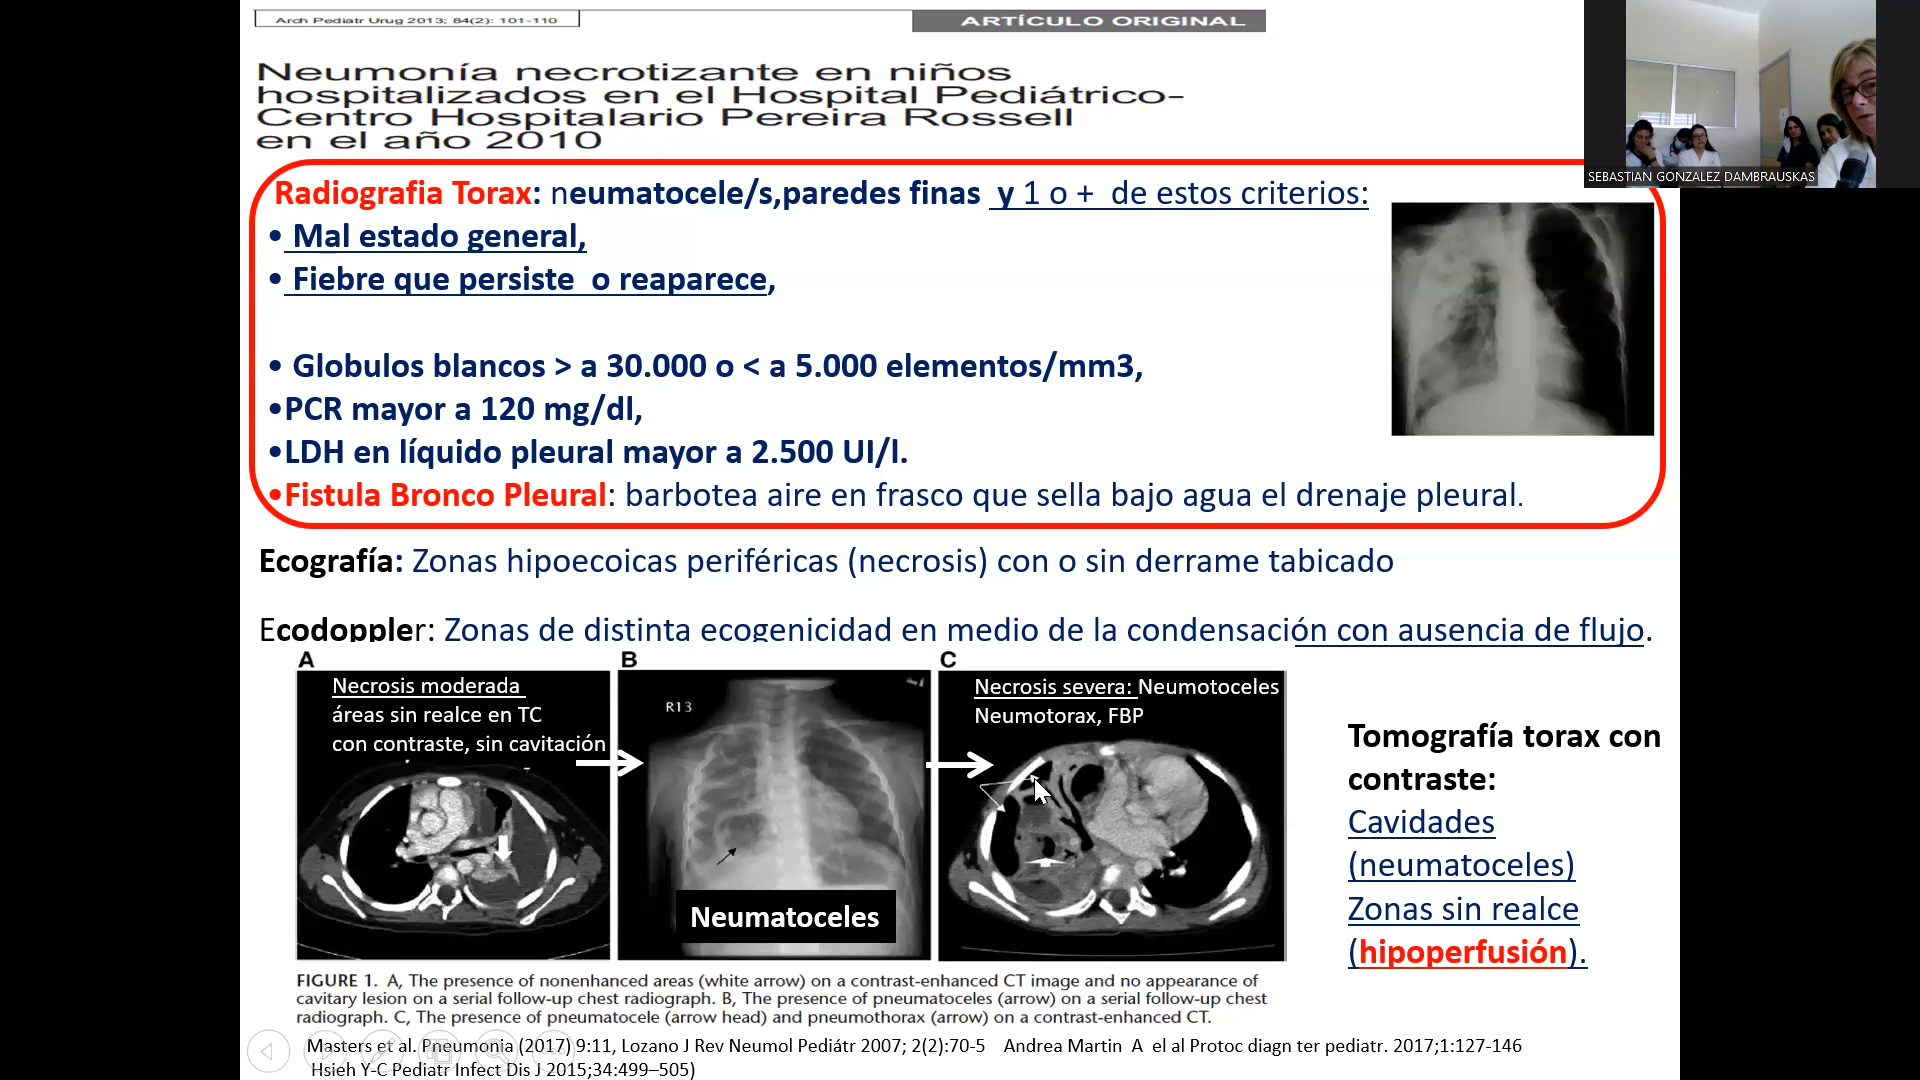 Arch Pediatr Urug 2013; 84(2): 101-110
ARTÍCULO ORIGINAL
Neumonía necrotizante en niños
hospitalizados en el Hospital Pediátrico-
Centro Hospitalario Pereira Rossell
en el año 2010
SEBASTIAN GONZALEZ DAMBRAUSKAS
Radiografia Torax: neumatocele/s,paredes finas y 1 o + de estos criterios:
• Mal estado general,
• Fiebre que persiste o reaparece,
• Globulos blancos > a 30.000 o < a 5.000 elementos/mm3,
•PCR mayor a 120 mg/dl,
•LDH en líquido pleural mayor a 2.500 UI/l.
•Fistula Bronco Pleural: barbotea aire en frasco que sella bajo agua el drenaje pleural.
Ecografía: Zonas hipoecoicas periféricas (necrosis) con o sin derrame tabicado
Ecodoppler: Zonas de distinta ecogenicidad en medio de la condensación con ausencia de flujo.
A
Necrosis moderada
áreas sin realce en TC
con contraste, sin cavitación
B
R13
Neumatoceles
C
Necrosis severa: Neumotoceles
Neumotorax, FBP
Tomografía torax con
contraste:
Cavidades
(neumatoceles)
Zonas sin realce
(hipoperfusión).
FIGURE 1. A, The presence of nonenhanced areas (white arrow) on a contrast-enhanced CT image and no appearance of
cavitary lesion on a serial follow-up chest radiograph. B, The presence of pneumatoceles (arrow) on a serial follow-up chest
radiograph. C, The presence of pneumatocele (arrow head) and pneumothorax (arrow) on a contrast-enhanced CT.
Masters et al. Pneumonia (2017) 9:11, Lozano J Rev Neumol Pediátr 2007; 2(2):70-5 Andrea Martin A el al Protoc diagn ter pediatr. 2017;1:127-146
Hsieh Y-C Pediatr Infect Dis J 2015;34:499–505)